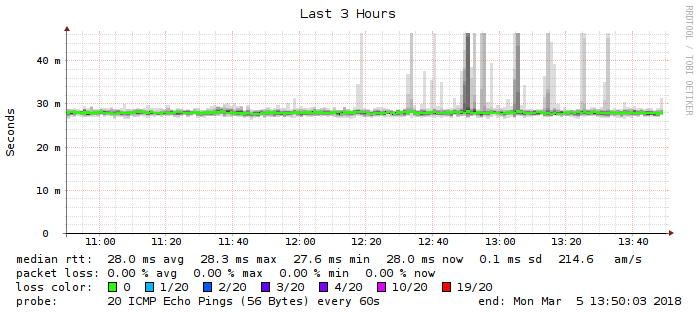 Last 3 Hours
RRDTOOL / TOBI OETIKER
Seconds
40 m
30 m
20 m
10 m
0
11:00 11:20 11:40 12:00 12:20 12:40 13:00 13:20 13:40
median rtt: 28.0 ms avg 28.3 ms max 27.6 ms min 28.0 ms now 0.1 ms sd 214.6 am/s
packet loss: 0.00 % avg 0.00 % max 0.00 % min 0.00 % now
loss color: 0 1/20 2/20 3/20 4/20 10/20 19/20
probe: 20 ICMP Echo Pings (56 Bytes) every 60s end: Mon Mar 5 13:50:03 2018